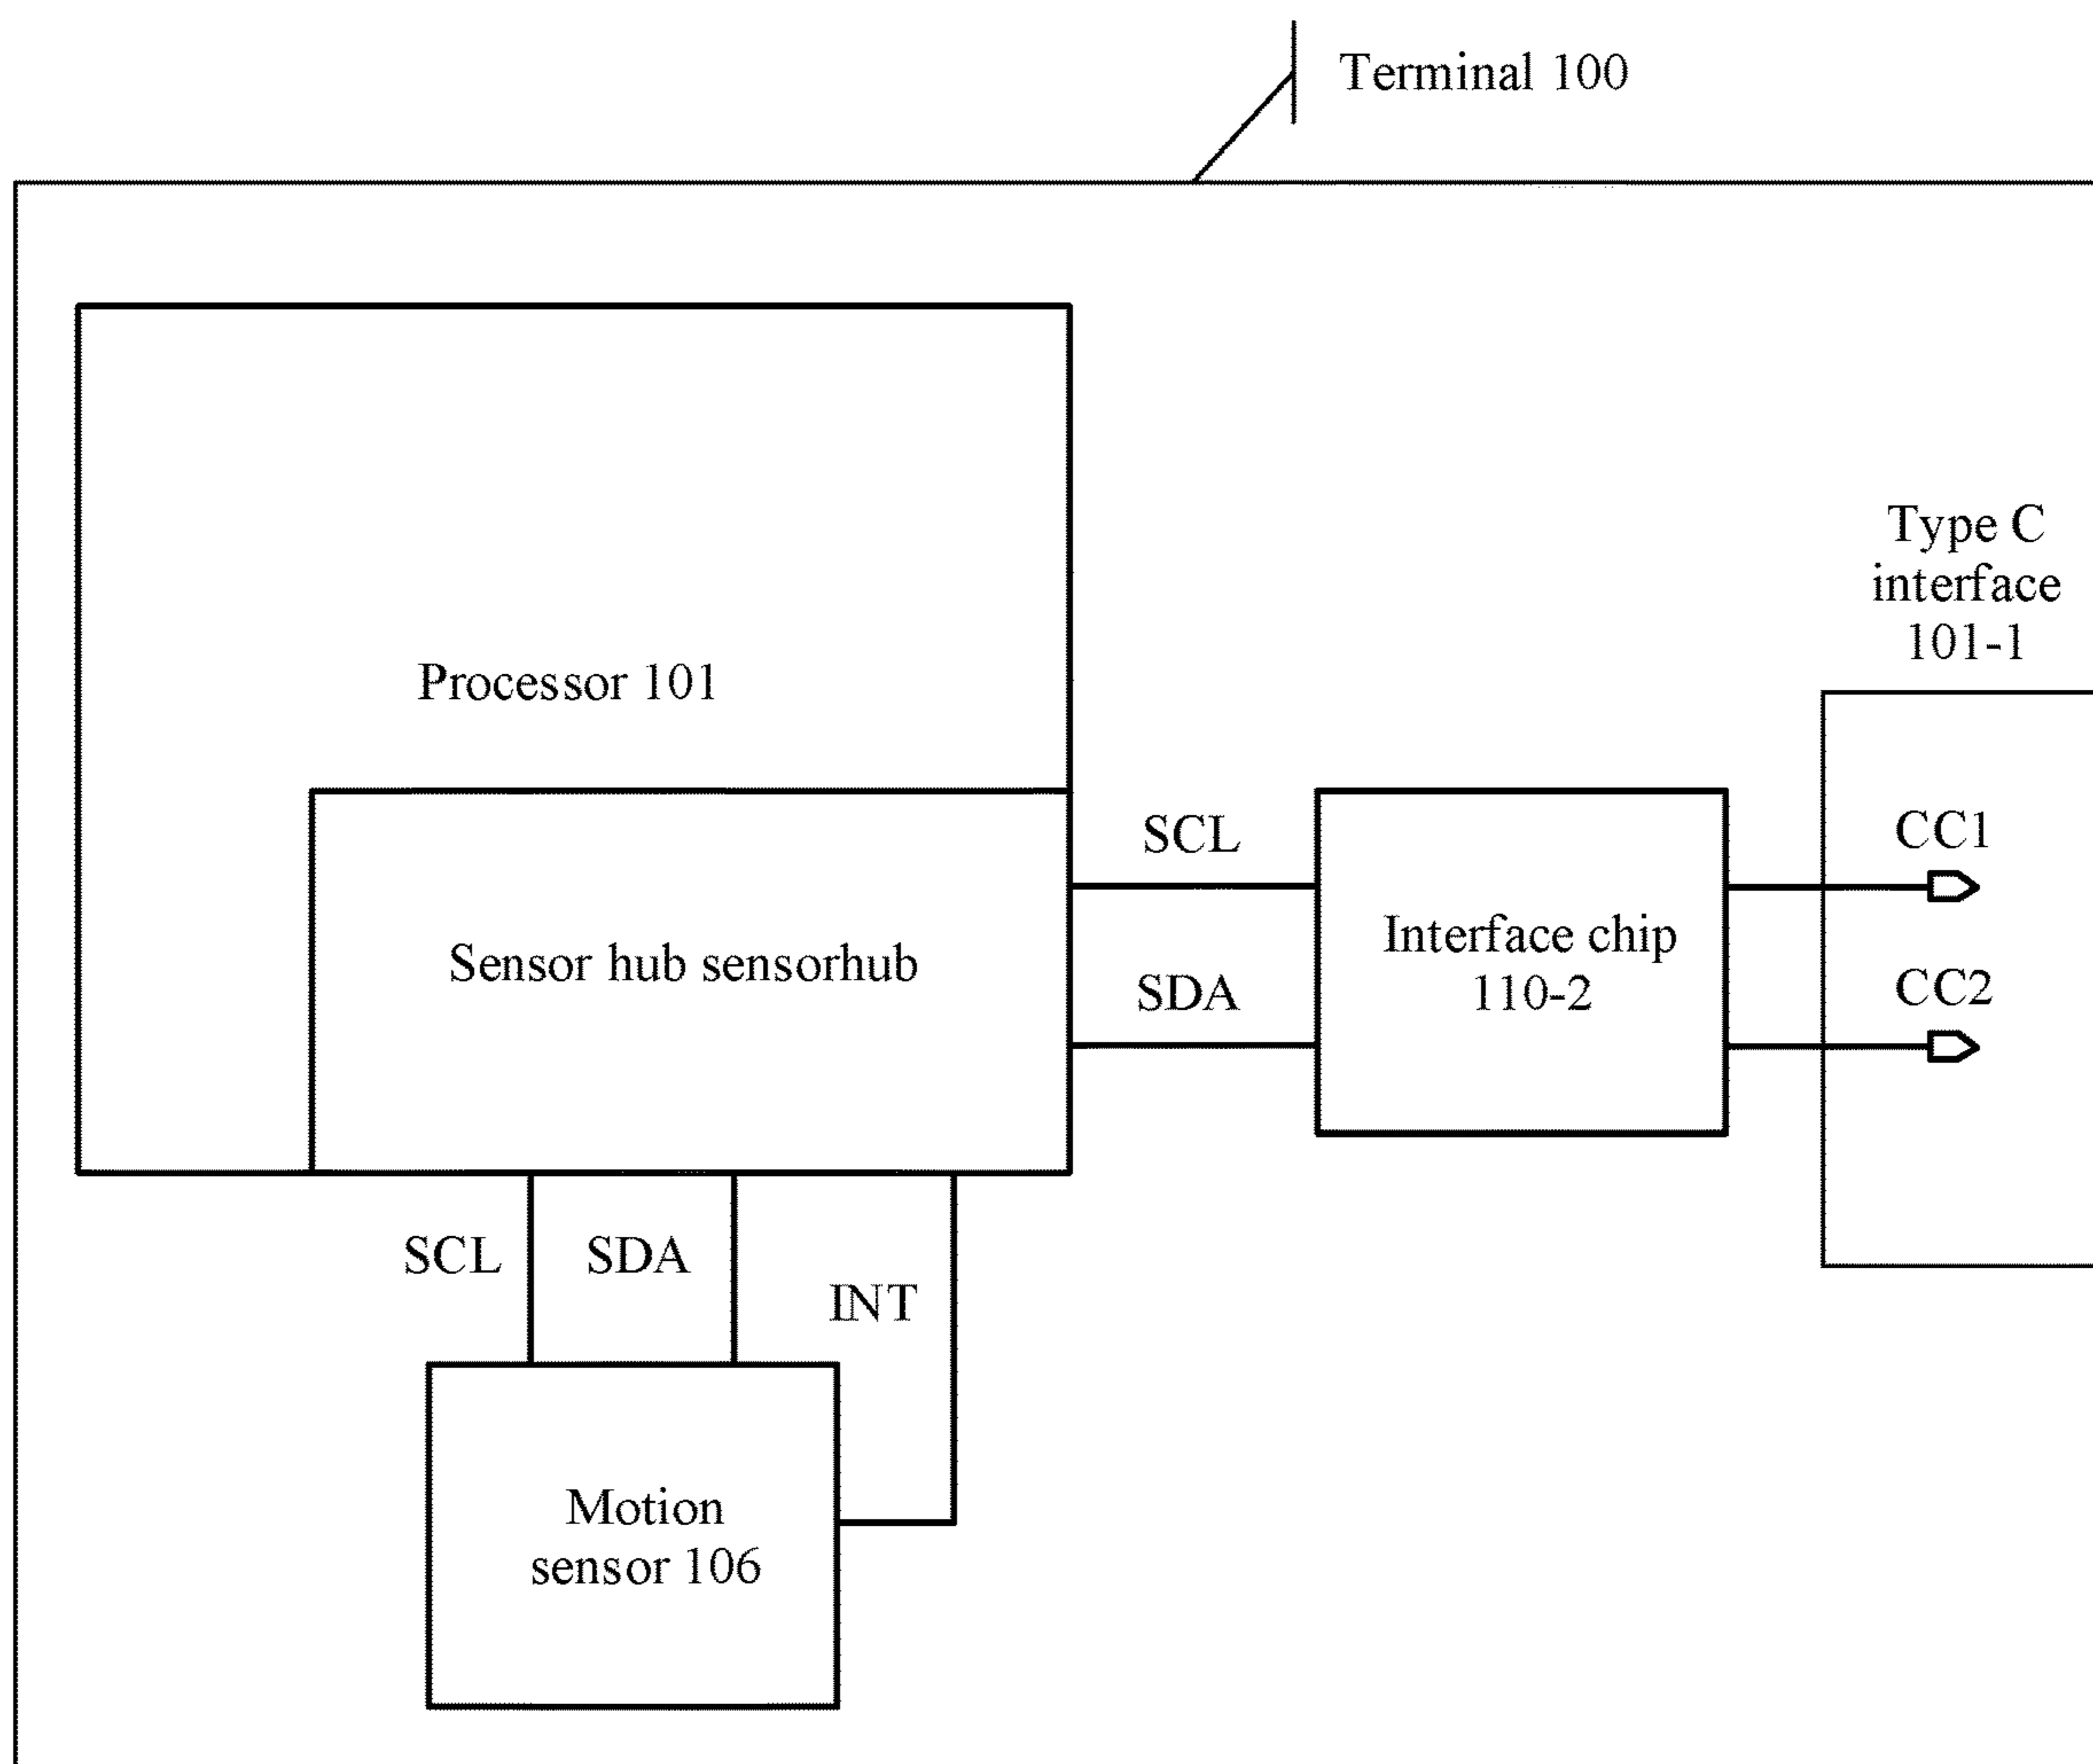 Terminal 100
Type C
interface
101-1
Processor 101
SCL
CC1
Interface chip
110-2
Sensor hub sensorhub
SDA
CC2
SCL
SDA
INT
Motion
sensor 106